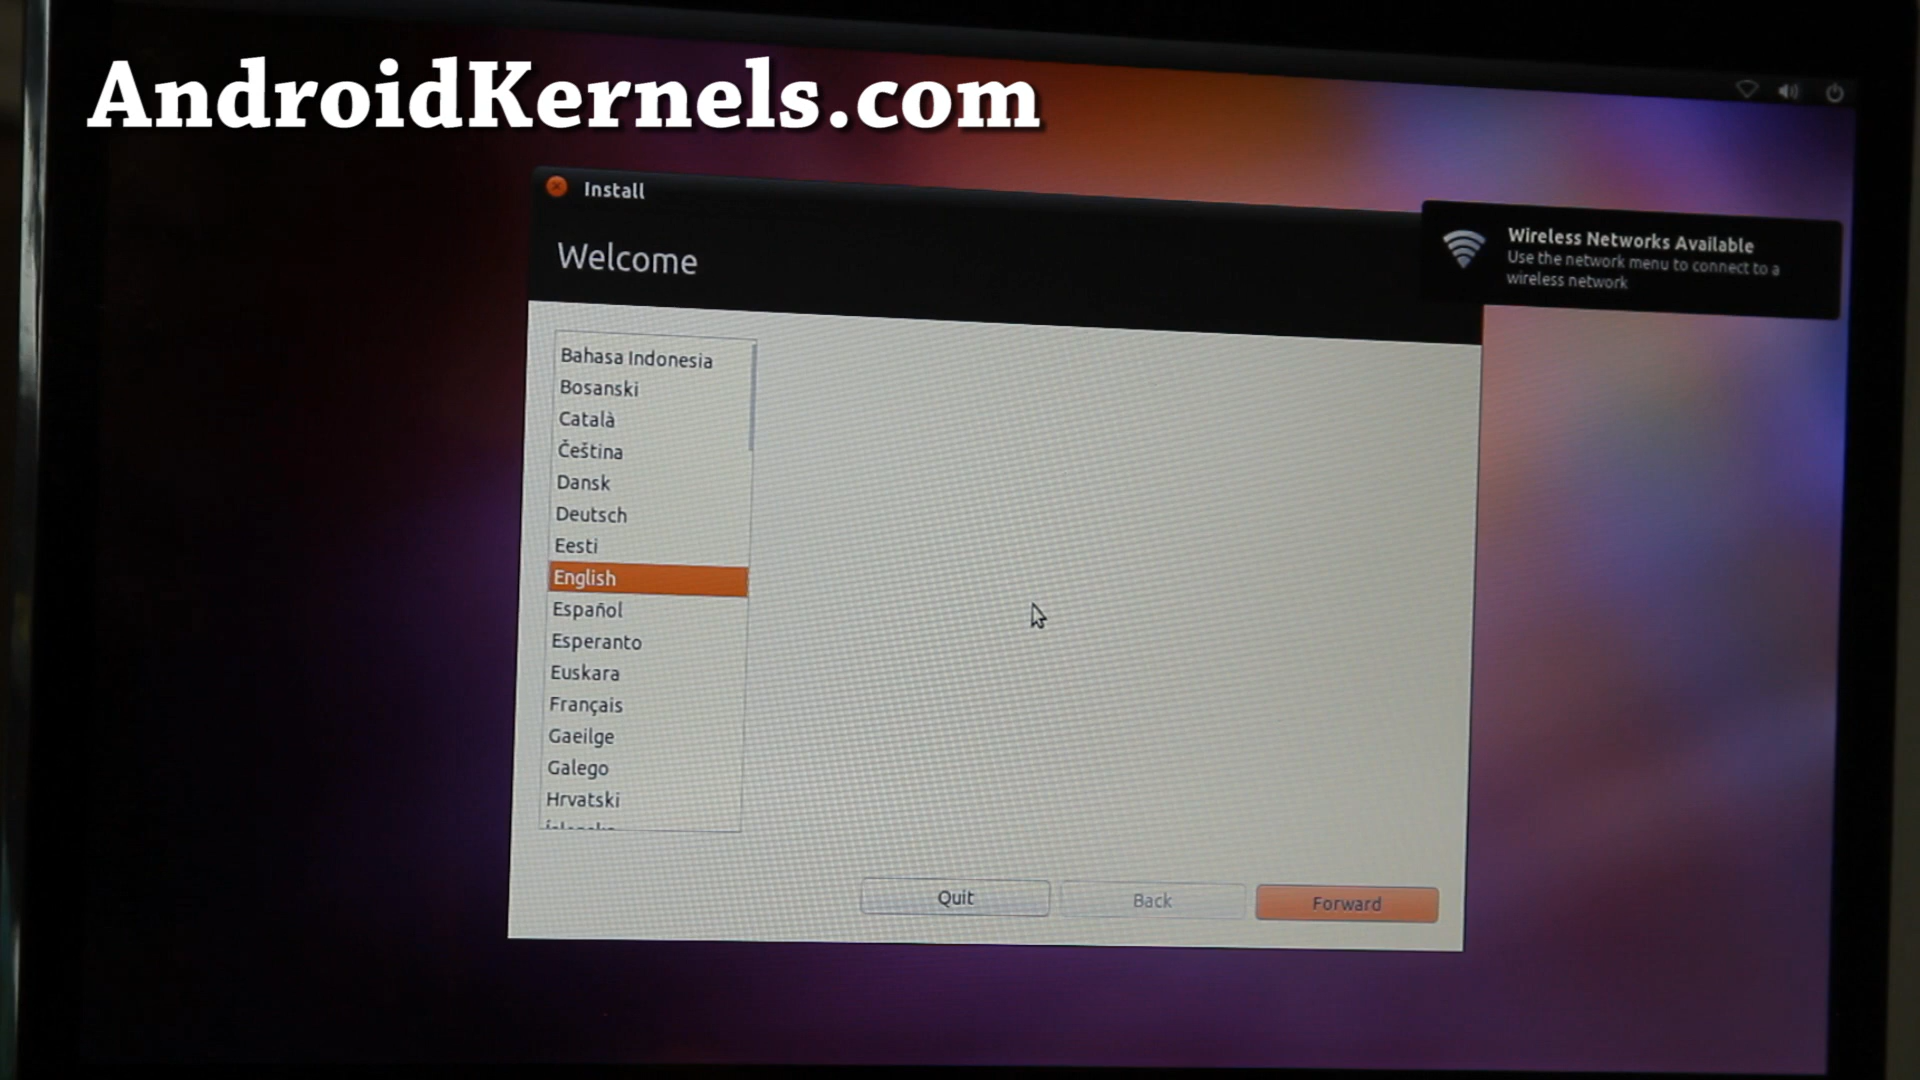 AndroidKernels.com
Install
Welcome
Wireless Networks Available
Use the network menu to connect to a
wireless network
Bahasa Indonesia
Bosanski
Català
Čeština
Dansk
Deutsch
Eesti
English
Español
Esperanto
Euskara
Français
Gaeilge
Galego
Hrvatski
Quit
Back
Forward